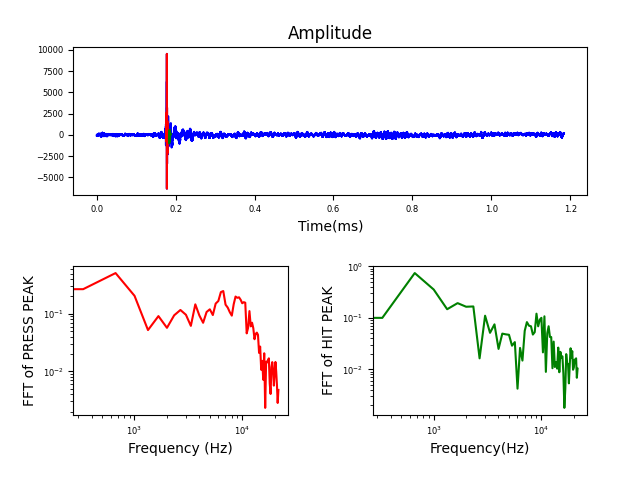 Amplitude
10000
7500
5000
2500
0
−2500
−5000
0.0 0.2 0.4 0.6 0.8 1.0 1.2
Time(ms)
FFT of PRESS PEAK
10⁻¹
10⁻²
10³ 10⁴
Frequency (Hz)
FFT of HIT PEAK
10⁰
10⁻¹
10⁻²
10³ 10⁴
Frequency(Hz)